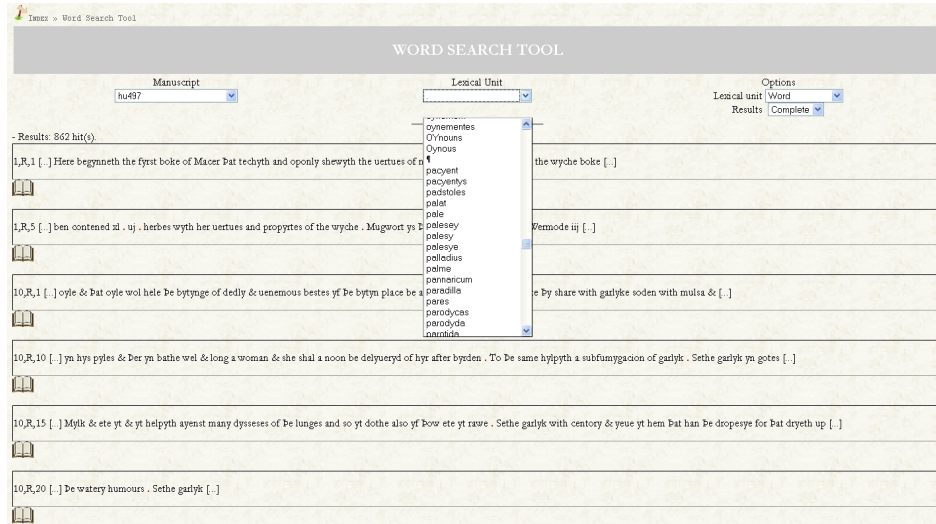 INDEX » Word Search Tool
WORD SEARCH TOOL
Manuscript
hu497
Lexical Unit
.
Options
Lexical unit Word
Results Complete
- Results: 862 hit(s).
oynementes
OYnouns
Oynous
¶
pacyent
pacyentys
padstoles
palat
pale
palesey
palesy
palesye
palladius
palme
pannaricum
paradilla
pares
parodycas
parodyda
parotida
1,R,1 [...] Here begynneth the fyrst boke of Macer Þat techyth and oponly shewyth the uertues of the wyche boke [...]
1,R,5 [...] ben contened xl . uj . herbes wyth her uertues and propyrtes of the wyche . Mugwort ys Wermode iij [...]
10,R,1 [...] oyle & Þat oyle wol hele Þe bytynge of dedly & uenemous bestes yf Þe bytyn place be Þy share with garlyke soden with mulsa & [...]
10,R,10 [...] yn hys pyles & Þer yn bathe wel & long a woman & she shal a noon be delyueryd of hyr after byrden . To Þe same hylpyth a subfumygacion of garlyk . Sethe garlyk yn gotes [...]
10,R,15 [...] Mylk & ete yt & yt helpyth ayenst many dysseses of Þe lunges and so yt dothe also yf Þow ete yt rawe . Sethe garlyk with centory & yeue yt hem Þat han Þe dropesye for Þat dryeth up [...]
10,R,20 [...] Þe watery humours . Sethe garlyk [...]